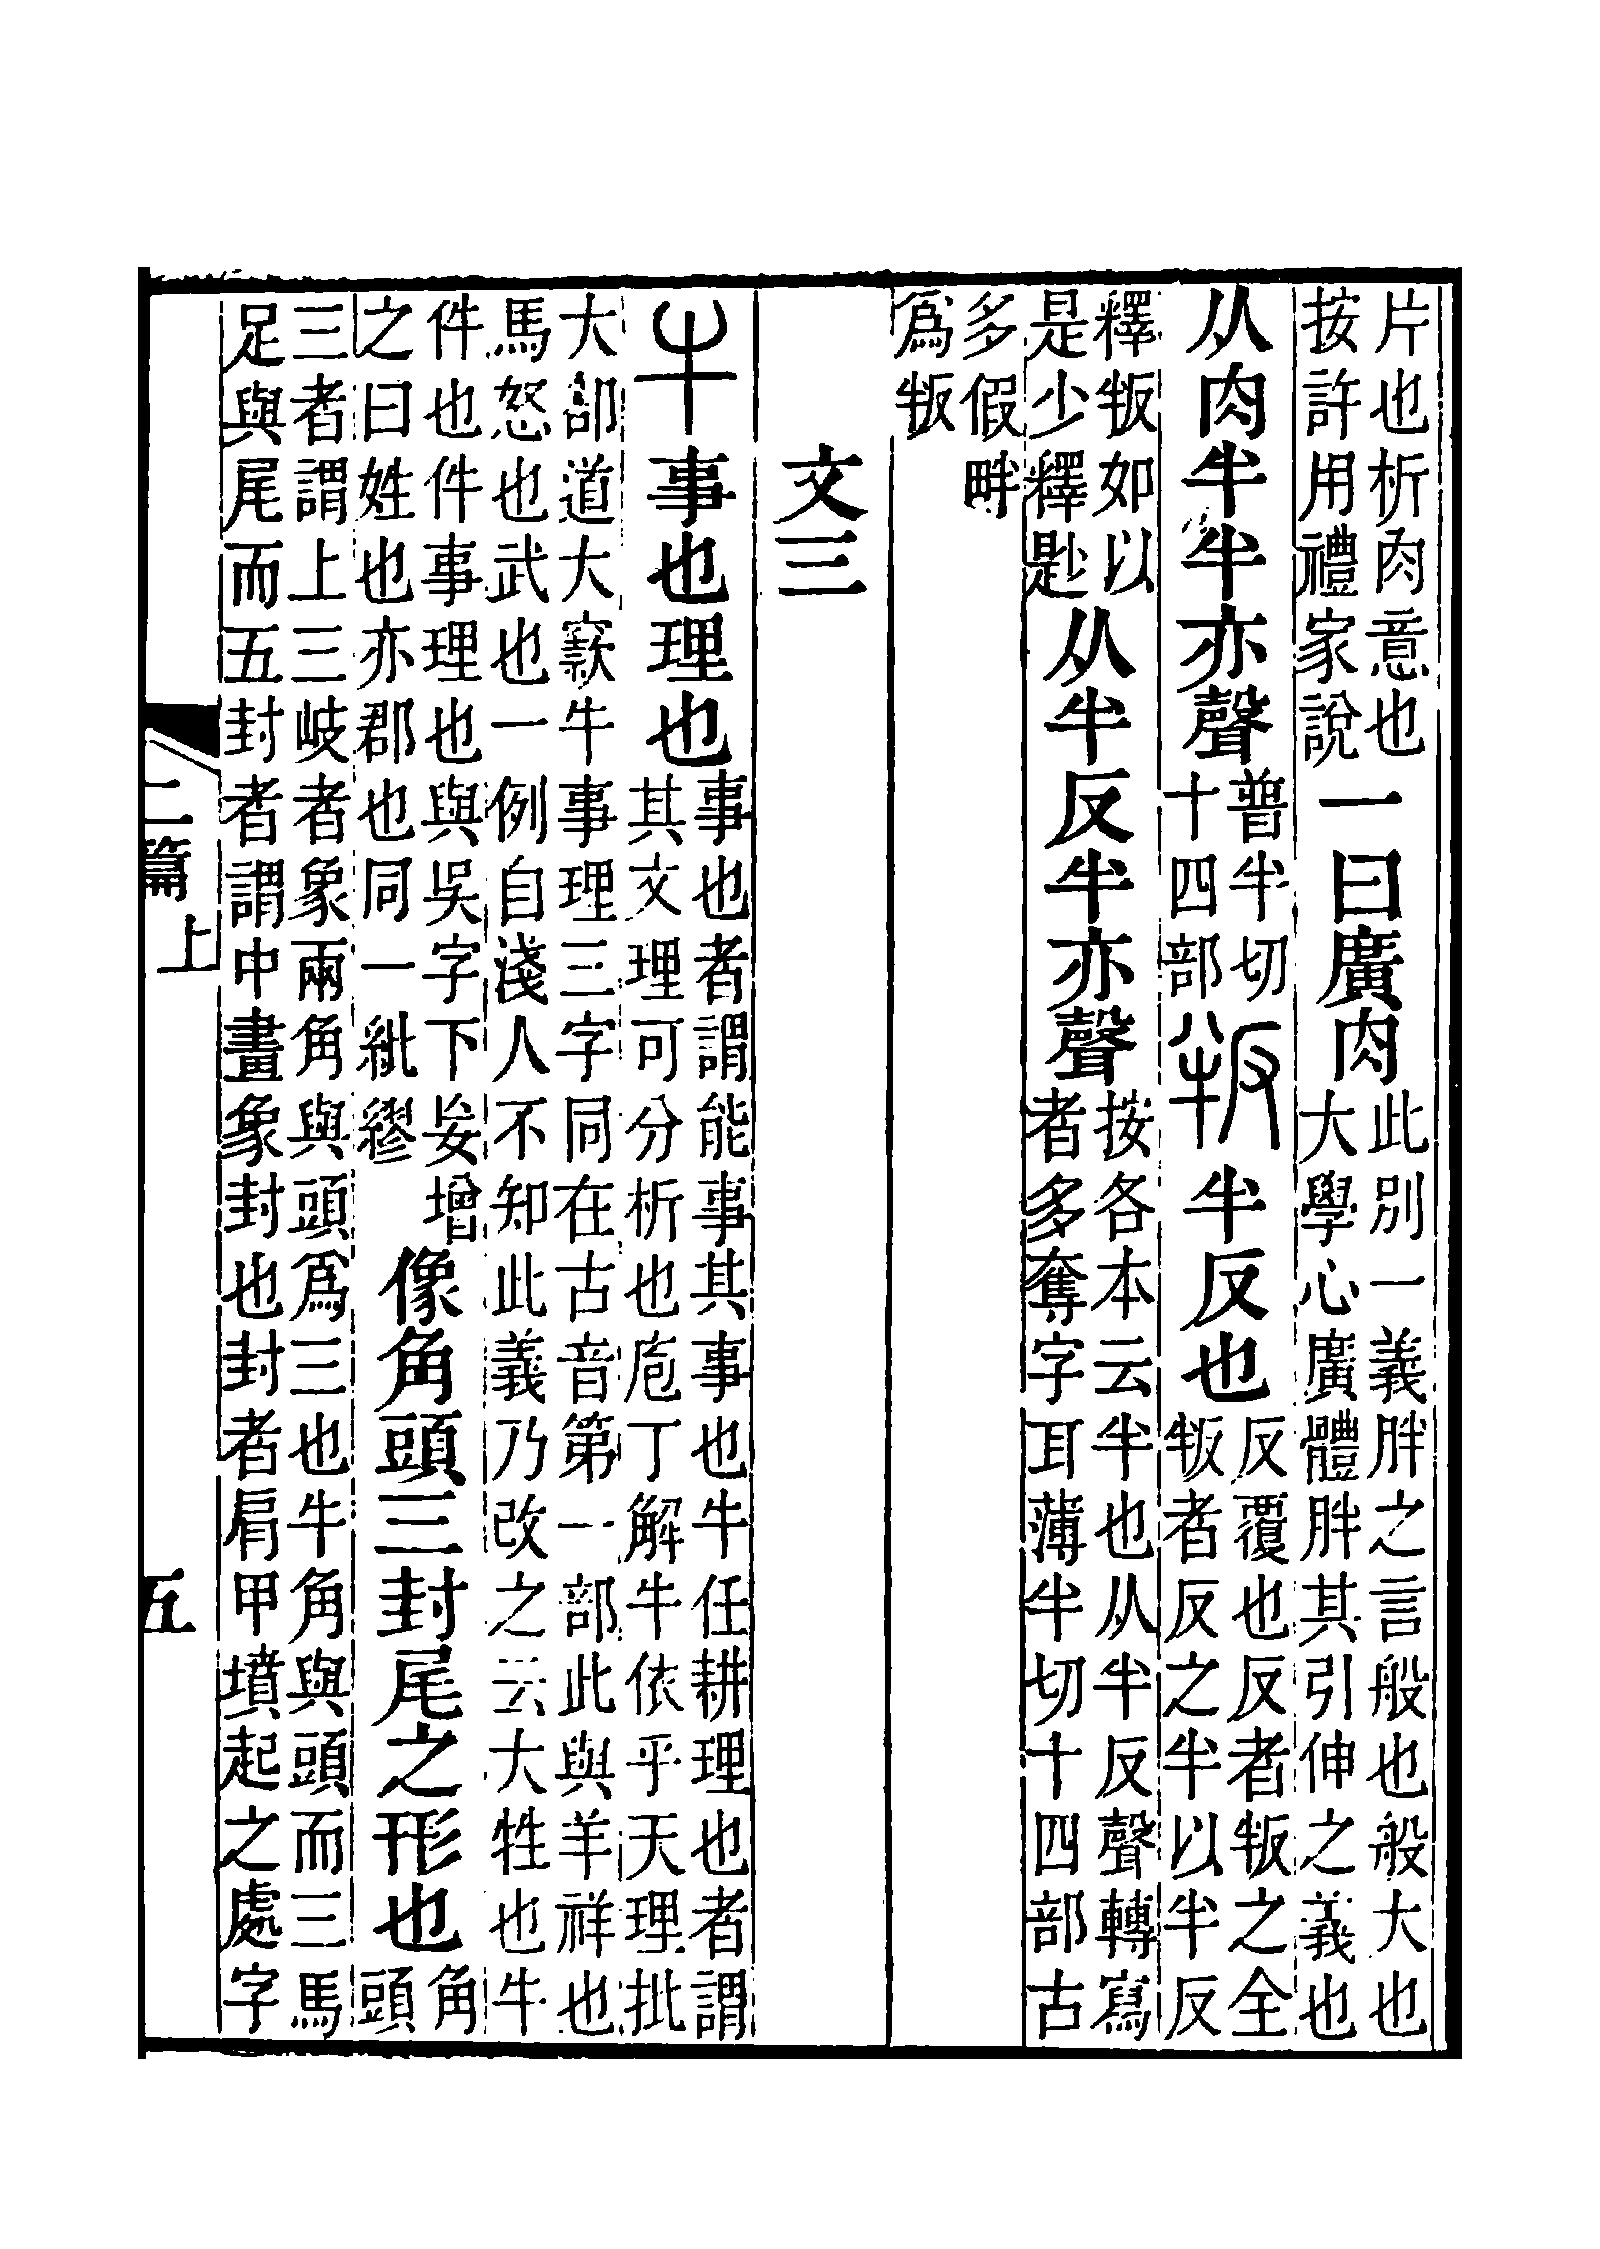 片也析肉意也按許用禮家說一曰廣肉此別一義胖之言般也般大也大學心廣體胖其引伸之義也
从肉半半亦聲普半切十四部叛半反也反覆也反者叛之全叛者反之半以半反
釋叛如以是少釋尟从半反半亦聲按各本云半也从半反聲轉寫者多奪字耳薄半切十四部古
多假畔爲叛
文三
牛事也理也事也者謂能事其事也牛任耕理也者謂其文理可分析也庖丁解牛依乎天理批
大郤道大窾牛事理三字同在古音第一部此與羊祥也馬怒也武也一例自淺人不知此義乃改之云大牲也牛
件也件事理也與吳字下妄增之曰姓也亦郡也同一紕繆像角頭三封尾之形也角頭
三者謂上三岐者象兩角與頭爲三也牛角與頭而三馬足與尾而五封者謂中畫象封也封者肩甲墳起之處字
二篇上　五